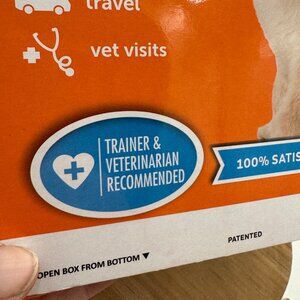 travel
vet visits
TRAINER &
VETERINARIAN
RECOMMENDED
100% SATIS
PATENTED
OPEN BOX FROM BOTTOM ▼